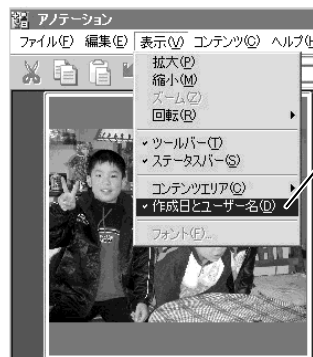 アノテーション
ファイル(F) 編集(E) 表示(V) コンテンツ(C) ヘルプ(H
拡大(P)
縮小(M)
ズーム(Z)
回転(R)
ツールバー(T)
ステータスバー(S)
コンテンツエリア(C)
作成日とユーザー名(D)
フォント(F)...